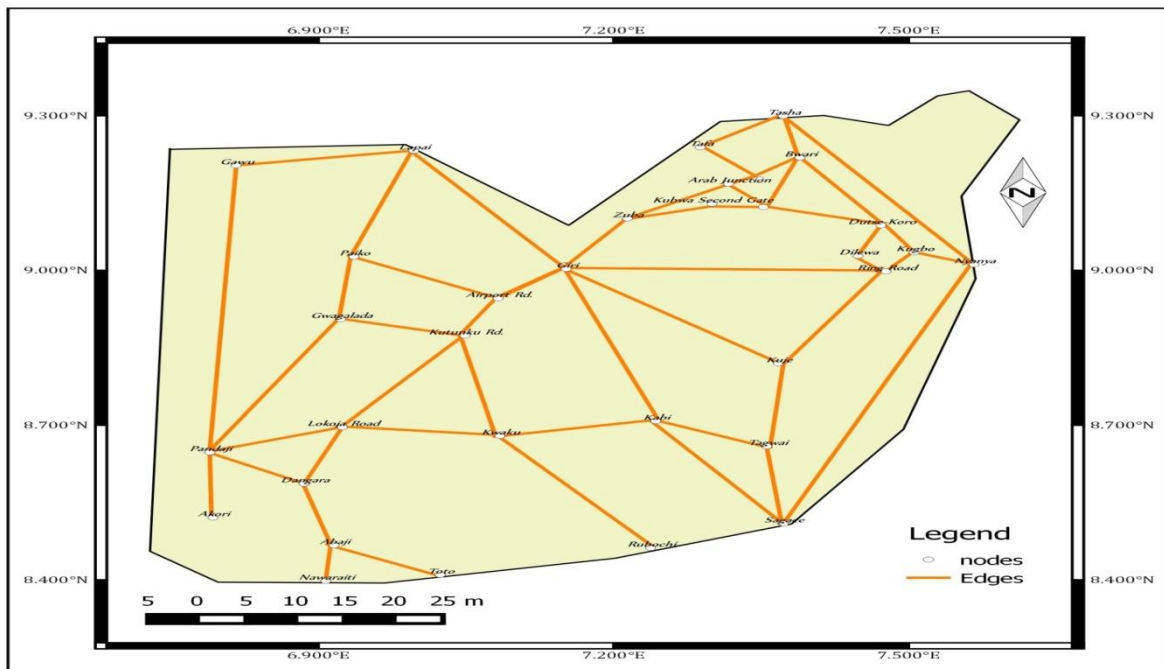 6.900°E 7.200°E 7.500°E
9.300°N Tasha 9.300°N
Lapai Tafa Bwari
Gawu
Arab Junction
Kubwa Second Gate
Zuba Dutse Koro
N
Paiko Dilewa Kugbo
9.000°N Giri Ring Road Nyanya 9.000°N
Airport Rd.
Gwagalada
Kutunku Rd.
Kuje
Kabi
8.700°N Lokoja Road Kwaku 8.700°N
Tagwai
Pandaji
Dangara
Akori Sagore
Legend
Abaji Rubochi nodes
Edges
8.400°N Nawaraiti Toto 8.400°N
5 0 5 10 15 20 25 m
6.900°E 7.200°E 7.500°E